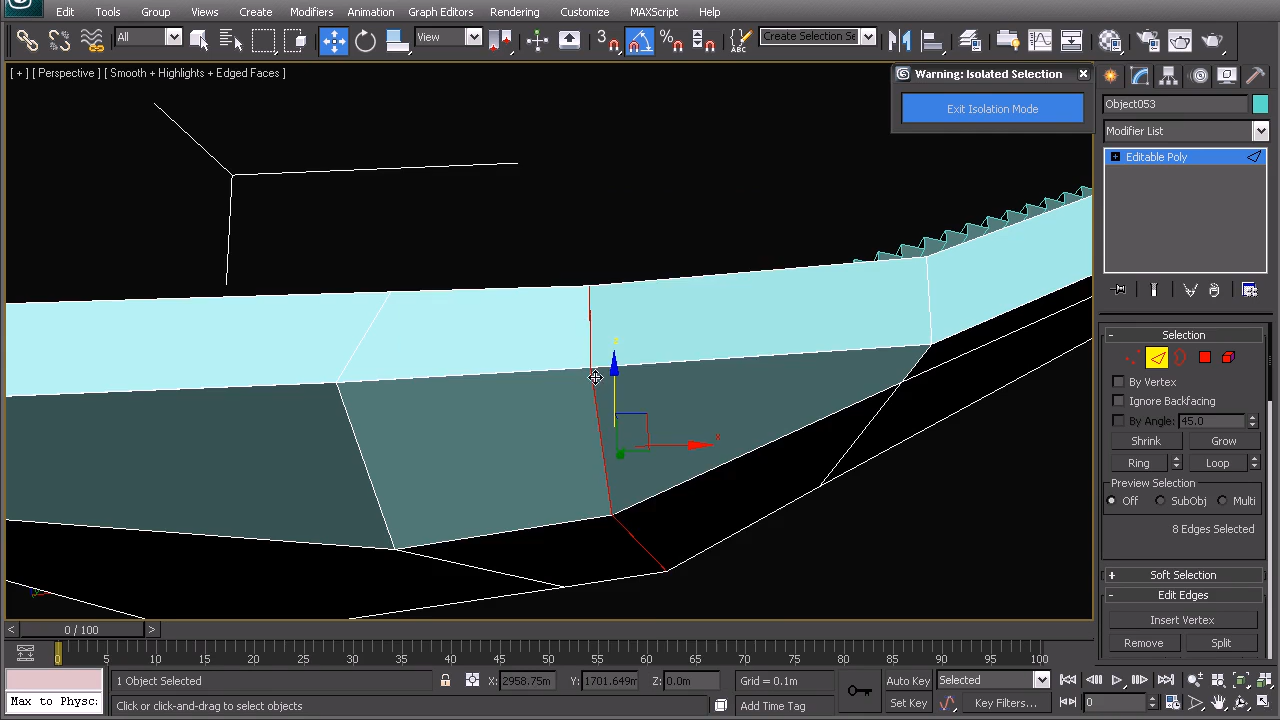 Edit Group Views Create Modifiers Animation Graph Editors Rendering Customize MAXScript Help
All View 3 Create Selection Se
[ + ] [ Perspective ] [ Smooth + Highlights + Edged Faces ]
Warning: Isolated Selection
Exit Isolation Mode
Object053
Modifier List
Editable Poly
Selection
By Vertex
Ignore Backfacing
By Angle: 45.0
Shrink Grow
Ring Loop
Preview Selection
Off SubObj Multi
8 Edges Selected
Soft Selection
Edit Edges
Insert Vertex
Remove Split
x
z
< 0 / 100 >
0 5 10 15 20 25 30 35 40 45 50 55 60 65 70 75 80 85 90 95 100
1 Object Selected X: 2958.75m Y: 1701.649m Z: 0.0m Grid = 0.1m Auto Key Selected
Max to Physc: Click or click-and-drag to select objects Add Time Tag Set Key Key Filters... 0